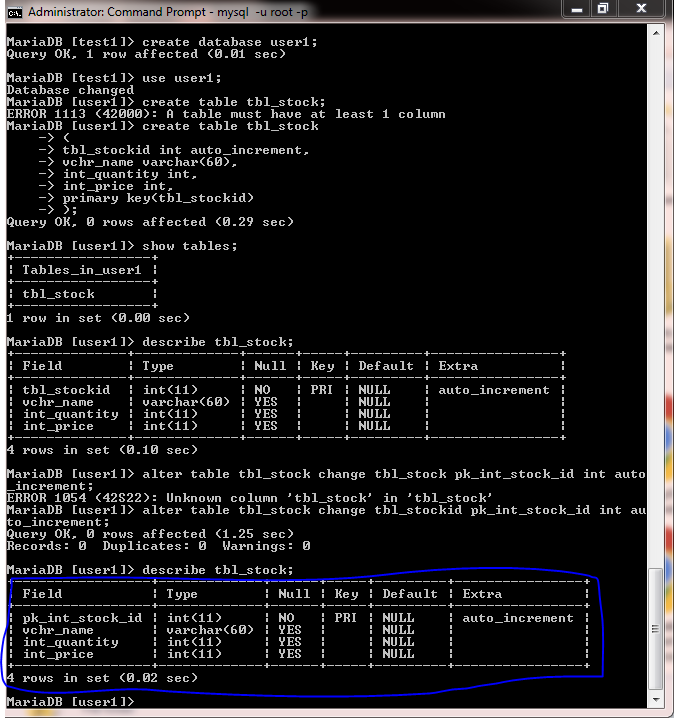 Administrator: Command Prompt - mysql -u root -p
MariaDB [test1]> create database user1;
Query OK, 1 row affected (0.01 sec)
MariaDB [test1]> use user1;
Database changed
MariaDB [user1]> create table tbl_stock;
ERROR 1113 (42000): A table must have at least 1 column
MariaDB [user1]> create table tbl_stock
    -> (
    -> tbl_stockid int auto_increment,
    -> vchr_name varchar(60),
    -> int_quantity int,
    -> int_price int,
    -> primary key(tbl_stockid)
    -> );
Query OK, 0 rows affected (0.29 sec)
MariaDB [user1]> show tables;
+-----------------+
| Tables_in_user1 |
+-----------------+
| tbl_stock       |
+-----------------+
1 row in set (0.00 sec)
MariaDB [user1]> describe tbl_stock;
+--------------+-------------+------+-----+---------+----------------+
| Field        | Type        | Null | Key | Default | Extra          |
+--------------+-------------+------+-----+---------+----------------+
| tbl_stockid  | int(11)     | NO   | PRI | NULL    | auto_increment |
| vchr_name    | varchar(60) | YES  |     | NULL    |                |
| int_quantity | int(11)     | YES  |     | NULL    |                |
| int_price    | int(11)     | YES  |     | NULL    |                |
+--------------+-------------+------+-----+---------+----------------+
4 rows in set (0.10 sec)
MariaDB [user1]> alter table tbl_stock change tbl_stock pk_int_stock_id int auto
_increment;
ERROR 1054 (42S22): Unknown column 'tbl_stock' in 'tbl_stock'
MariaDB [user1]> alter table tbl_stock change tbl_stockid pk_int_stock_id int au
to_increment;
Query OK, 0 rows affected (1.25 sec)
Records: 0  Duplicates: 0  Warnings: 0
MariaDB [user1]> describe tbl_stock;
+-----------------+-------------+------+-----+---------+----------------+
| Field           | Type        | Null | Key | Default | Extra          |
+-----------------+-------------+------+-----+---------+----------------+
| pk_int_stock_id | int(11)     | NO   | PRI | NULL    | auto_increment |
| vchr_name       | varchar(60) | YES  |     | NULL    |                |
| int_quantity    | int(11)     | YES  |     | NULL    |                |
| int_price       | int(11)     | YES  |     | NULL    |                |
+-----------------+-------------+------+-----+---------+----------------+
4 rows in set (0.02 sec)
MariaDB [user1]>